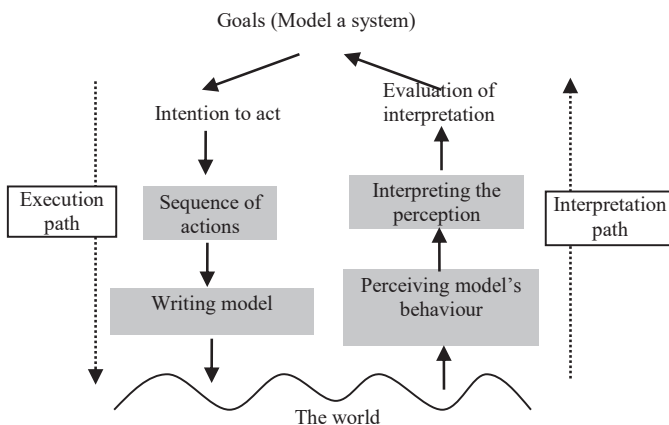 Goals (Model a system)
Intention to act
Evaluation of
interpretation
Execution
path
Sequence of
actions
Interpreting the
perception
Interpretation
path
Writing model
Perceiving model’s
behaviour
The world